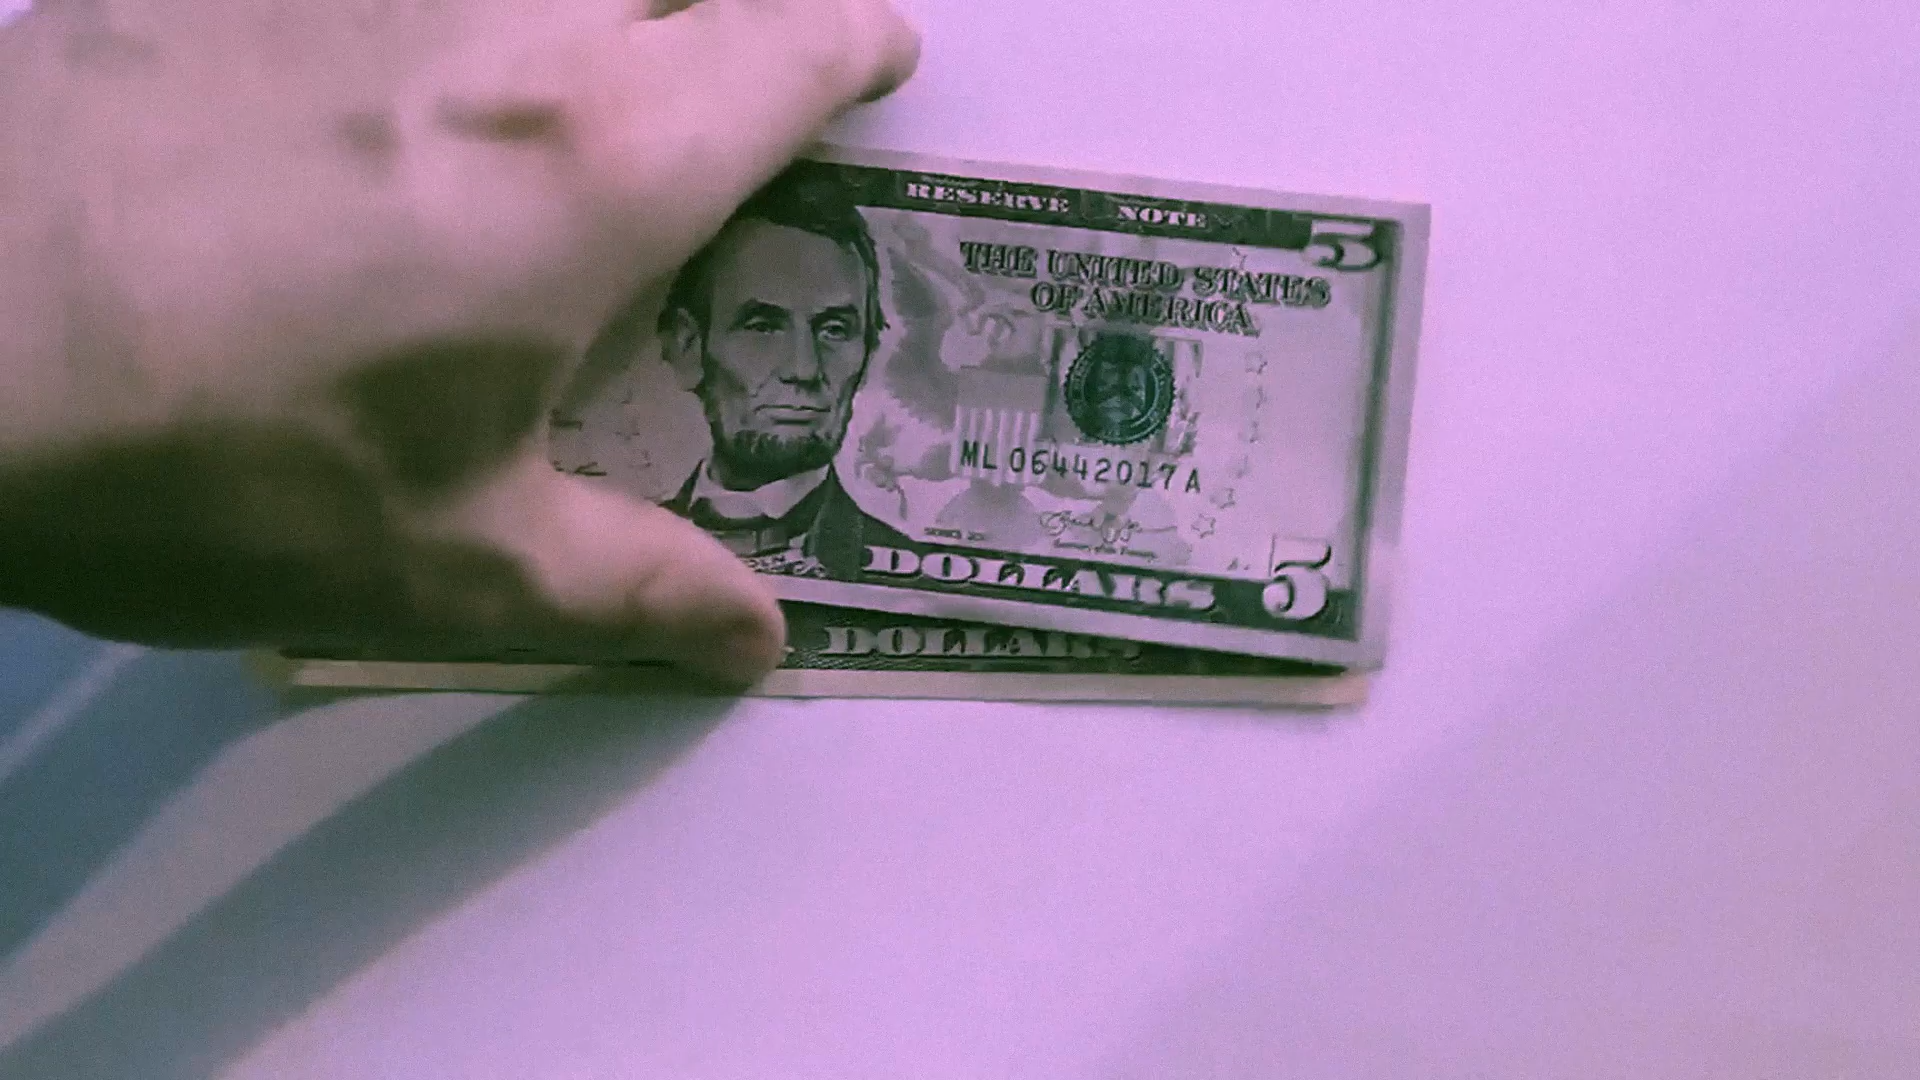 RESERVE NOTE
5
THE UNITED STATES
OF AMERICA
ML 06442017 A
DOLLARS
5
DOLLARS